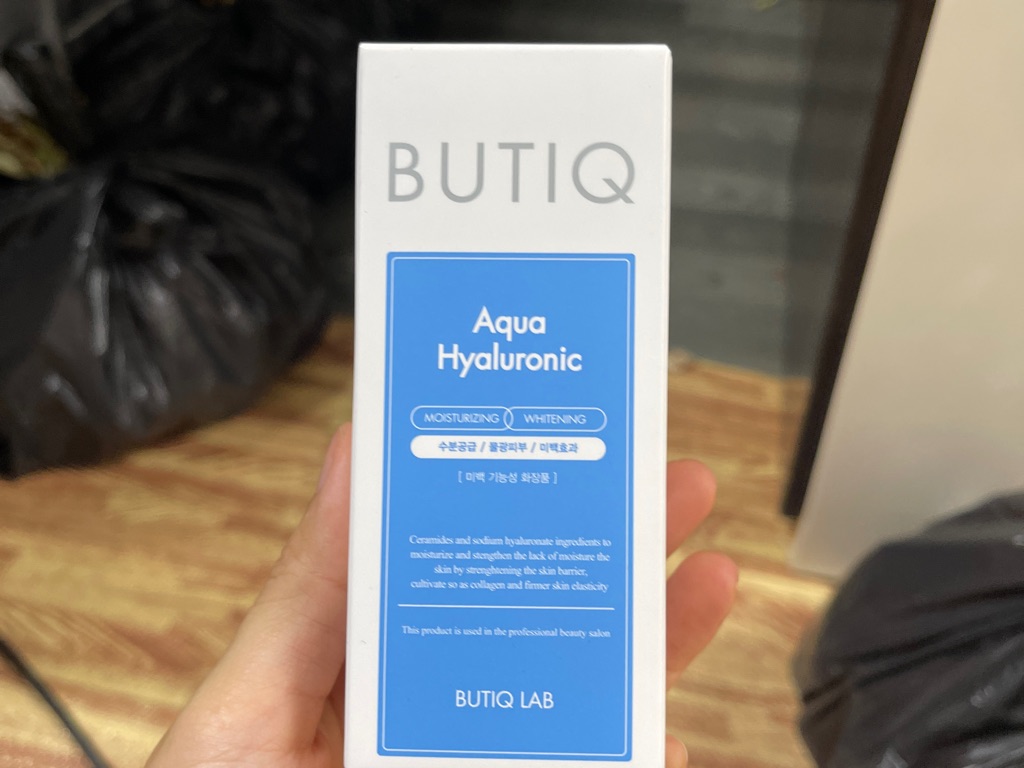 BUTIQ
Aqua
Hyaluronic
MOISTURIZING WHITENING
수분공급 / 물광피부 / 미백효과
[ 미백 기능성 화장품 ]
Ceramides and sodium hyaluronate ingredients to
moisturize and stengthen the lack of moisture the
skin by strenghtening the skin barrier,
cultivate so as collagen and firmer skin elasticity
This product is used in the professional beauty salon
BUTIQ LAB